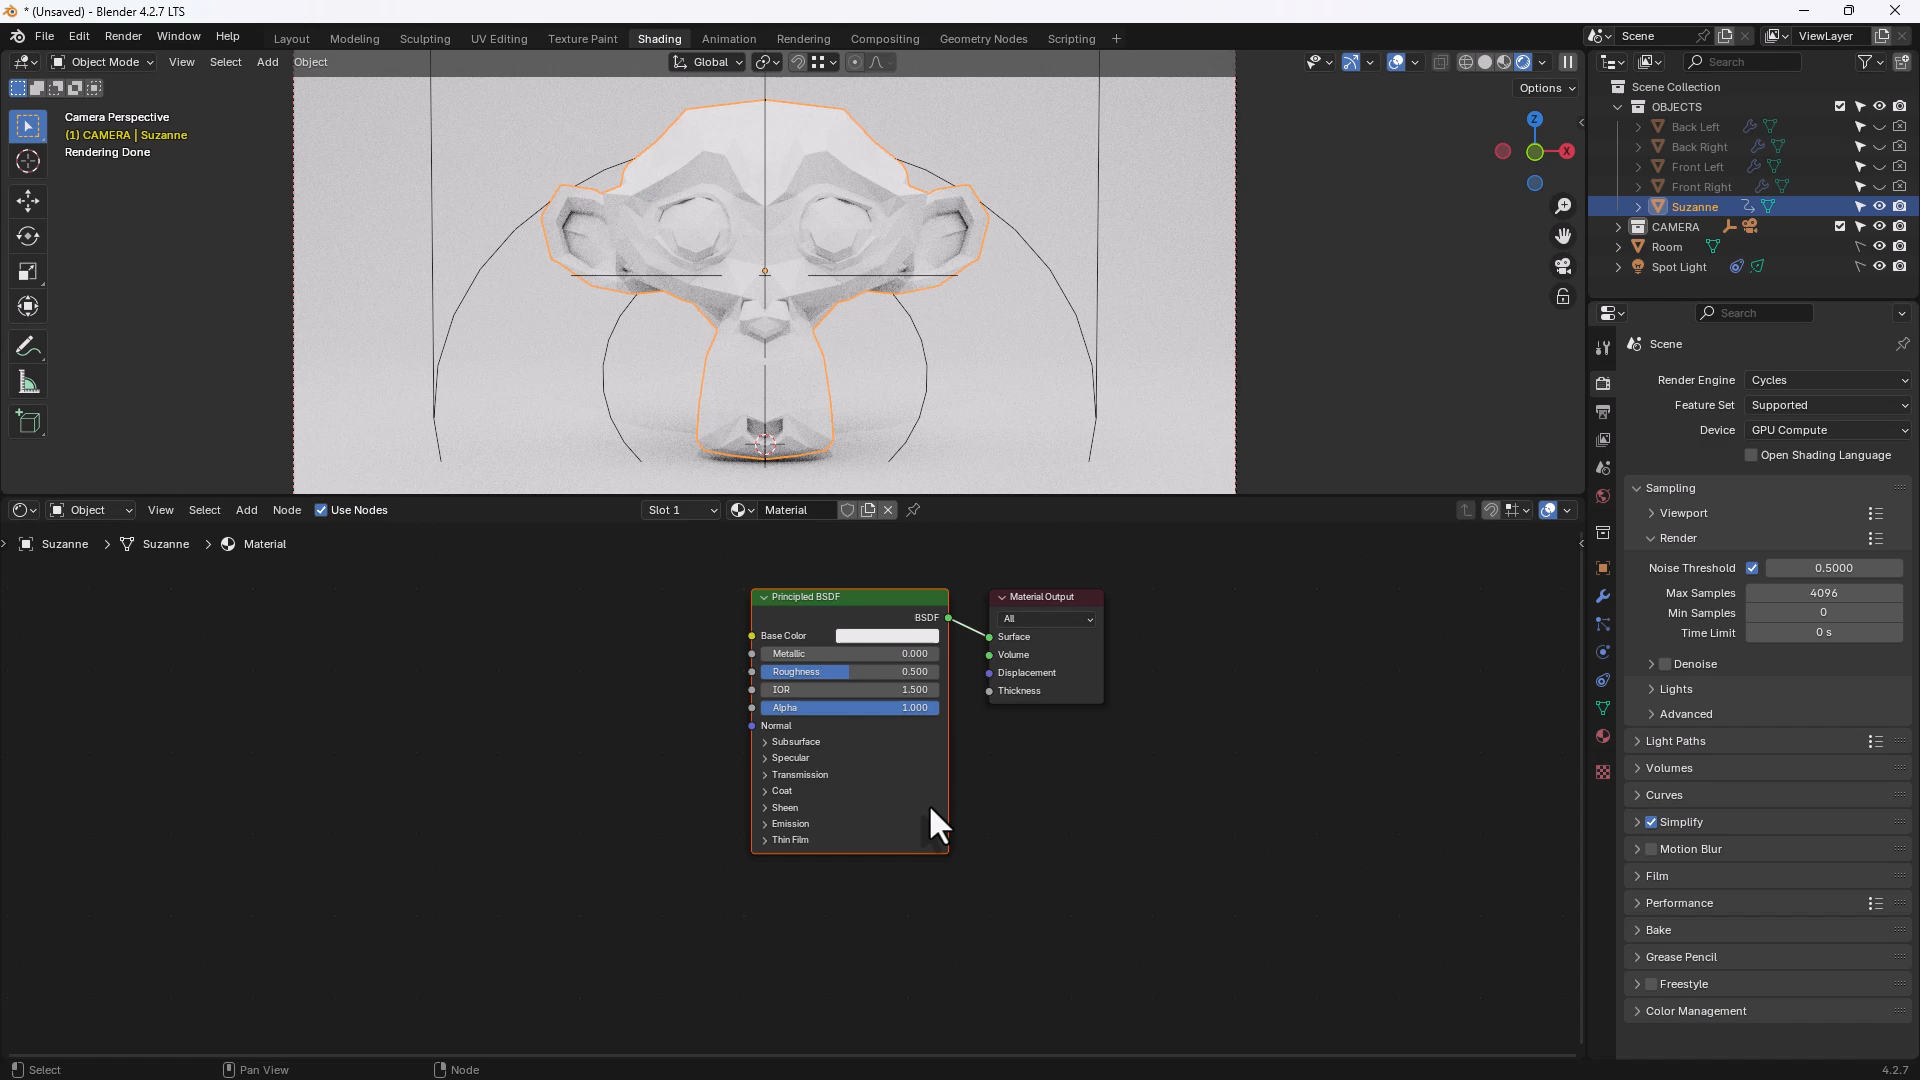 * (Unsaved) - Blender 4.2.7 LTS
File Edit Render Window Help
Layout Modeling Sculpting UV Editing Texture Paint Shading Animation Rendering Compositing Geometry Nodes Scripting +
Scene
ViewLayer
Object Mode View Select Add Object
Global
Options
Search
Camera Perspective
(1) CAMERA | Suzanne
Rendering Done
Z
X
Scene Collection
OBJECTS
Back Left
Back Right
Front Left
Front Right
Suzanne
CAMERA
Room
Spot Light
Search
Scene
Render Engine Cycles
Feature Set Supported
Device GPU Compute
Open Shading Language
Sampling
Viewport
Render
Noise Threshold 0.5000
Max Samples 4096
Min Samples 0
Time Limit 0 s
Denoise
Lights
Advanced
Light Paths
Volumes
Curves
Simplify
Motion Blur
Film
Performance
Bake
Grease Pencil
Freestyle
Color Management
Object View Select Add Node Use Nodes
Slot 1
Material
Suzanne > Suzanne > Material
Principled BSDF
BSDF
Base Color
Metallic 0.000
Roughness 0.500
IOR 1.500
Alpha 1.000
Normal
Subsurface
Specular
Transmission
Coat
Sheen
Emission
Thin Film
Material Output
All
Surface
Volume
Displacement
Thickness
Select
Pan View
Node
4.2.7